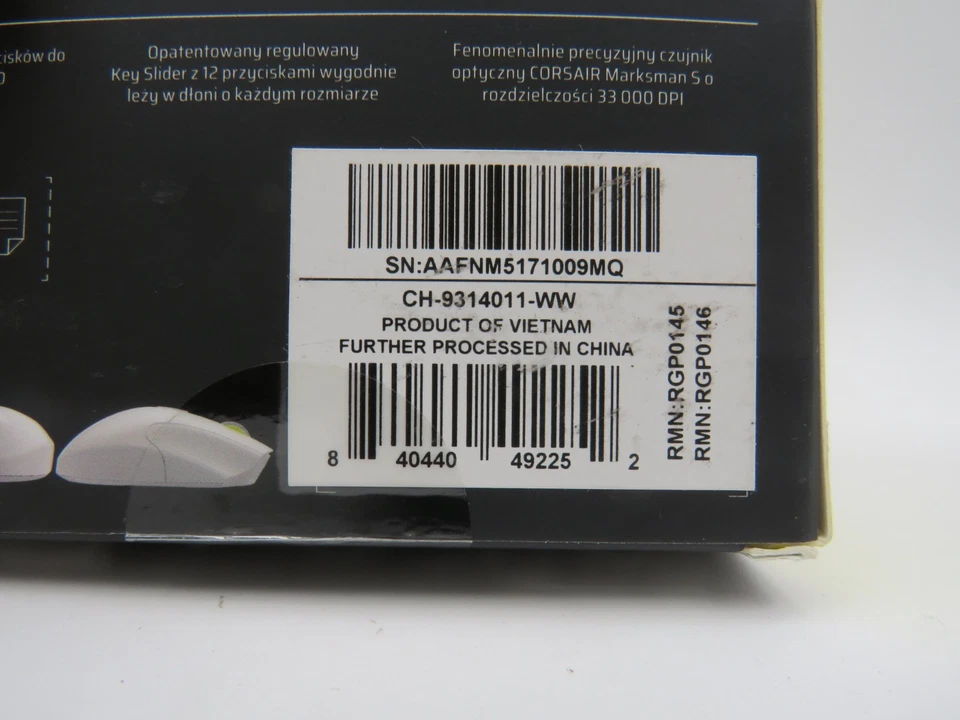 cisków do
Opatentowany regulowany
Key Slider z 12 przyciskami wygodnie
leży w dłoni o każdym rozmiarze
Fenomenalnie precyzyjny czujnik
optyczny CORSAIR Marksman S o
rozdzielczości 33 000 DPI
SN:AAFNM5171009MQ
CH-9314011-WW
PRODUCT OF VIETNAM
FURTHER PROCESSED IN CHINA
8 40440 49225 2
RMN:RGP0145
RMN:RGP0146